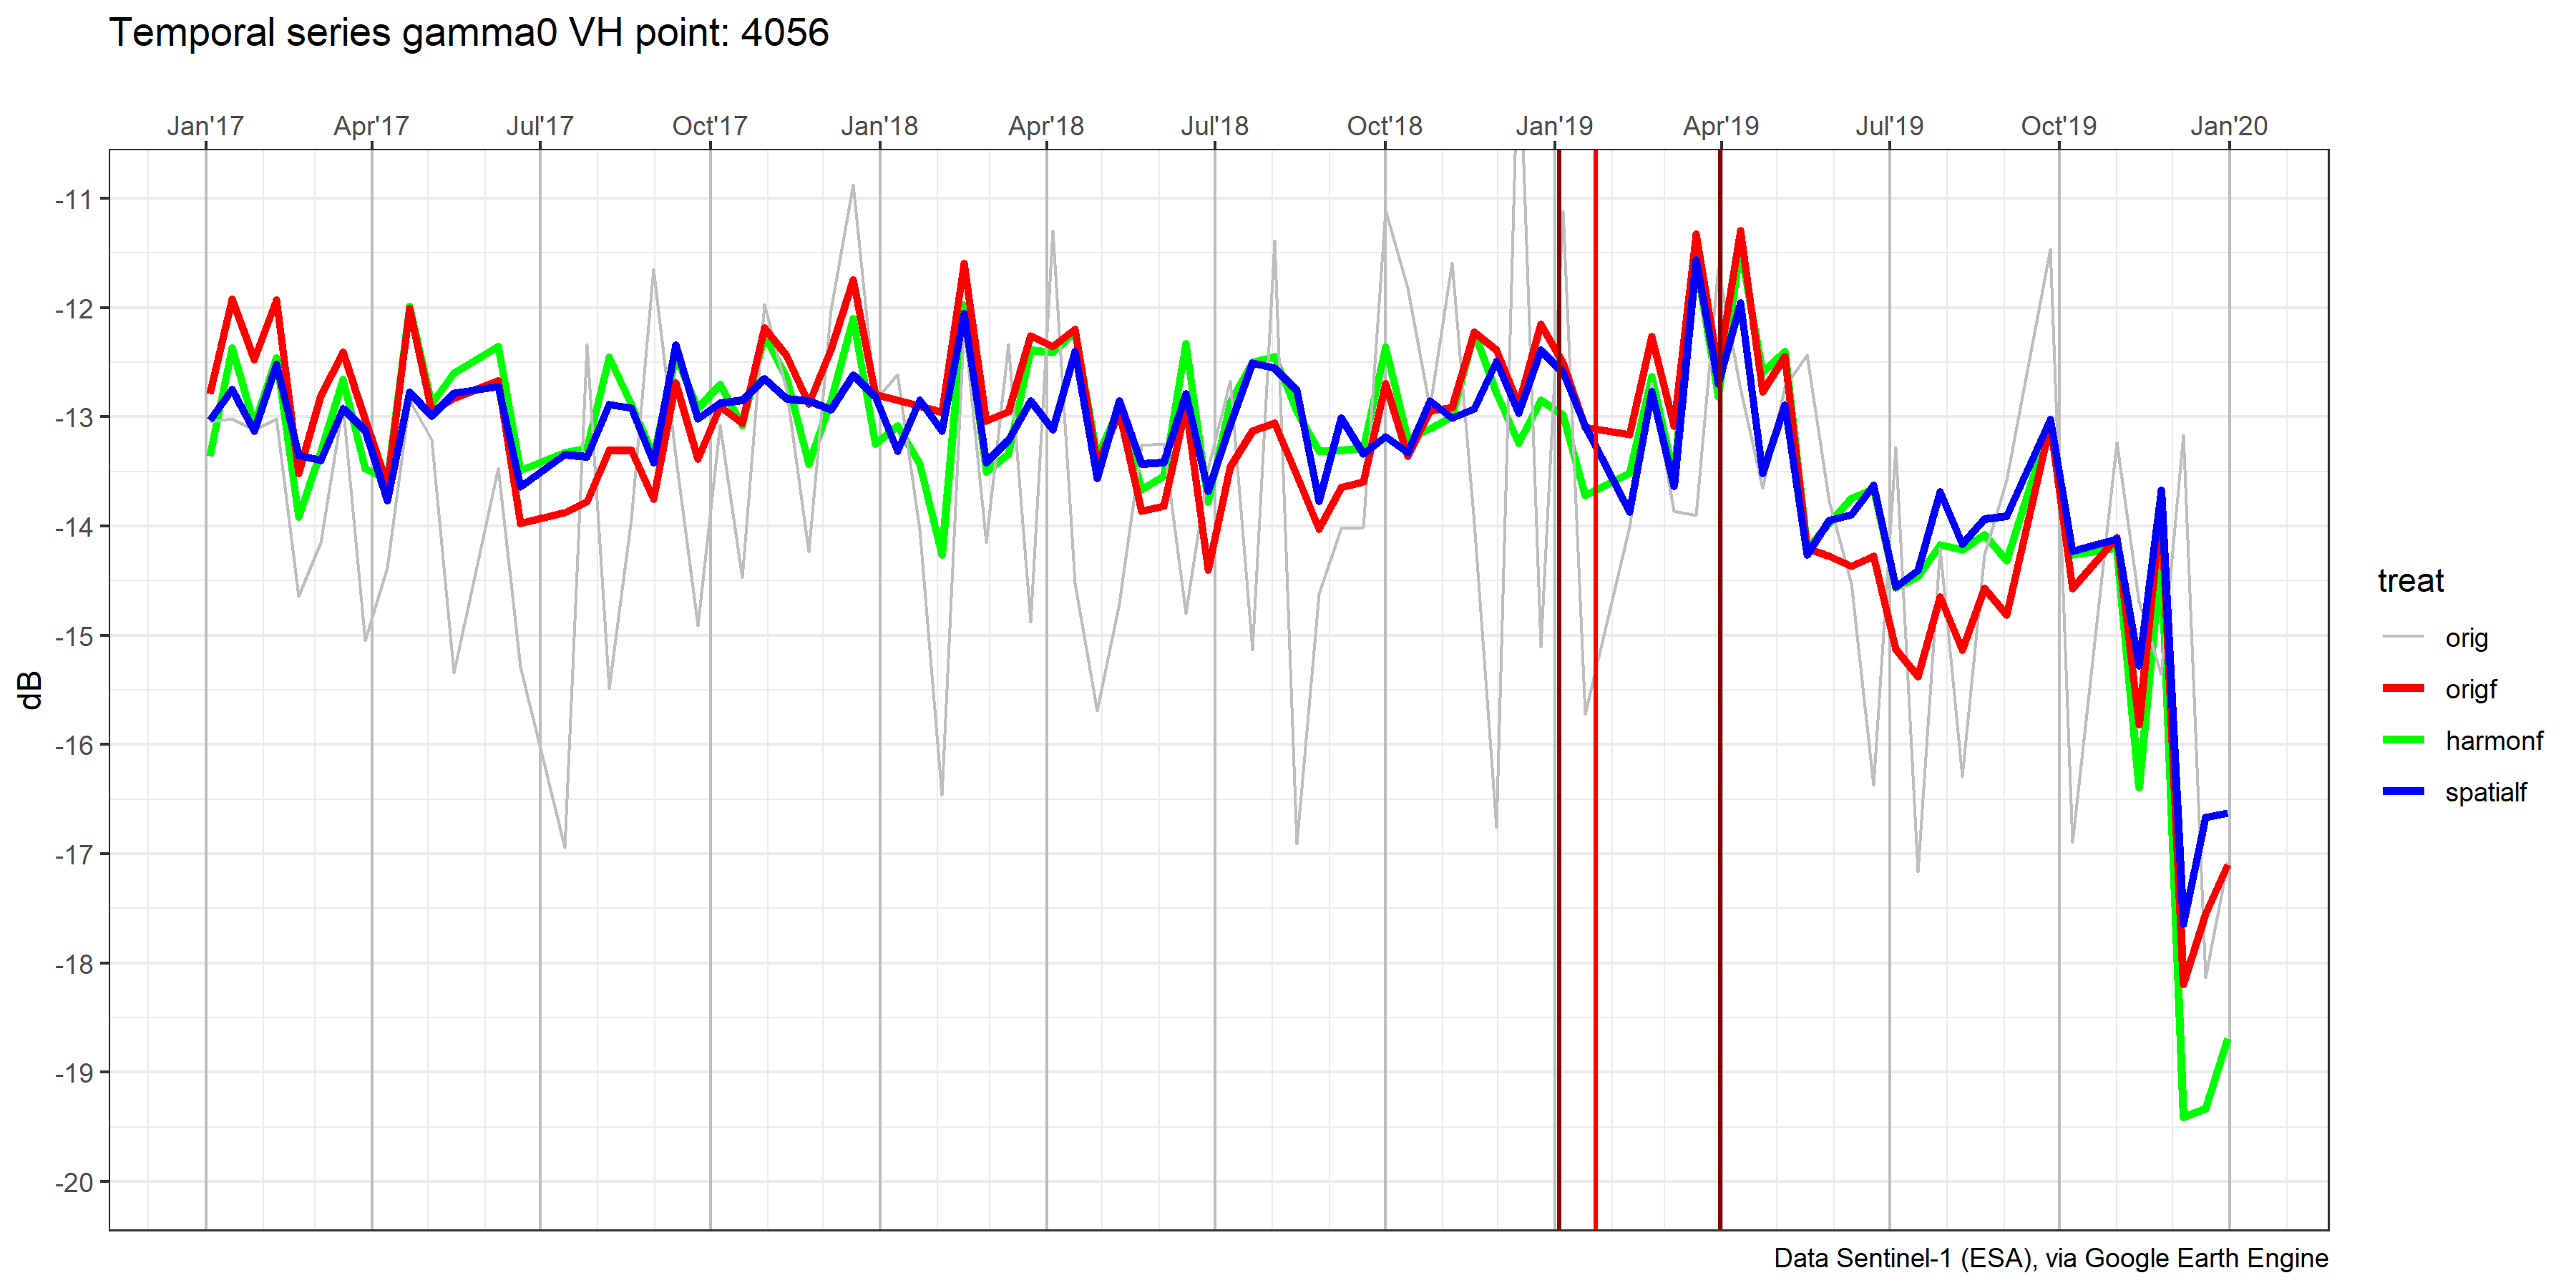 Temporal series gamma0 VH point: 4056
Jan'17 Apr'17 Jul'17 Oct'17 Jan'18 Apr'18 Jul'18 Oct'18 Jan'19 Apr'19 Jul'19 Oct'19 Jan'20
-11
-12
-13
-14
-15
-16
-17
-18
-19
-20
dB
treat
orig
origf
harmonf
spatialf
Data Sentinel-1 (ESA), via Google Earth Engine